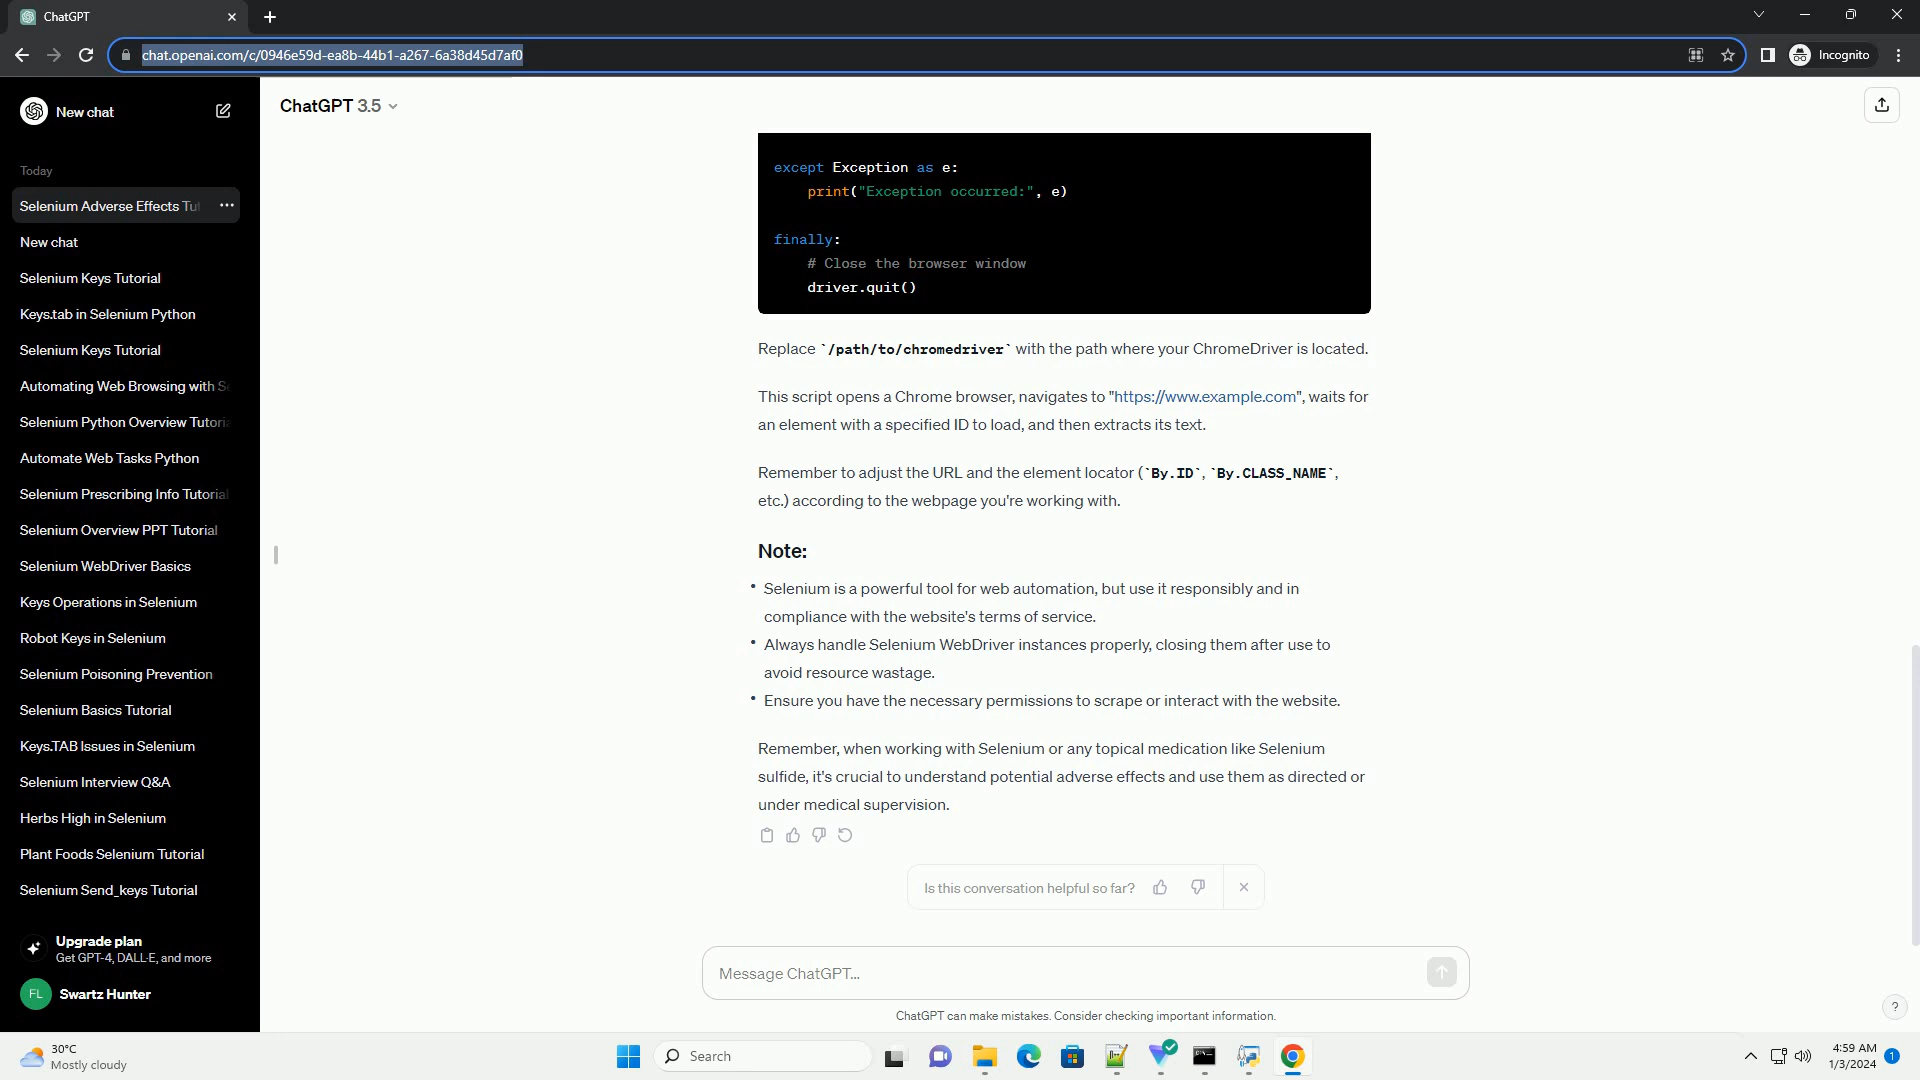 ChatGPT
chat.openai.com/c/0946e59d-ea8b-44b1-a267-6a38d45d7af0
Incognito
New chat
Today
Selenium Adverse Effects Tut
New chat
Selenium Keys Tutorial
Keys.tab in Selenium Python
Selenium Keys Tutorial
Automating Web Browsing with Se
Selenium Python Overview Tutoria
Automate Web Tasks Python
Selenium Prescribing Info Tutorial
Selenium Overview PPT Tutorial
Selenium WebDriver Basics
Keys Operations in Selenium
Robot Keys in Selenium
Selenium Poisoning Prevention
Selenium Basics Tutorial
Keys.TAB Issues in Selenium
Selenium Interview Q&A
Herbs High in Selenium
Plant Foods Selenium Tutorial
Selenium Send_keys Tutorial
Upgrade plan
Get GPT-4, DALL·E, and more
FL Swartz Hunter
ChatGPT 3.5
except Exception as e:
print("Exception occurred:", e)
finally:
# Close the browser window
driver.quit()
Replace `'/path/to/chromedriver'` with the path where your ChromeDriver is located.
This script opens a Chrome browser, navigates to "https://www.example.com", waits for
an element with a specified ID to load, and then extracts its text.
Remember to adjust the URL and the element locator (`By.ID`, `By.CLASS_NAME`,
etc.) according to the webpage you're working with.
Note:
• Selenium is a powerful tool for web automation, but use it responsibly and in
compliance with the website's terms of service.
• Always handle Selenium WebDriver instances properly, closing them after use to
avoid resource wastage.
• Ensure you have the necessary permissions to scrape or interact with the website.
Remember, when working with Selenium or any topical medication like Selenium
sulfide, it's crucial to understand potential adverse effects and use them as directed or
under medical supervision.
Is this conversation helpful so far?
Message ChatGPT...
ChatGPT can make mistakes. Consider checking important information.
?
30°C
Mostly cloudy
Search
4:59 AM
1/3/2024
1